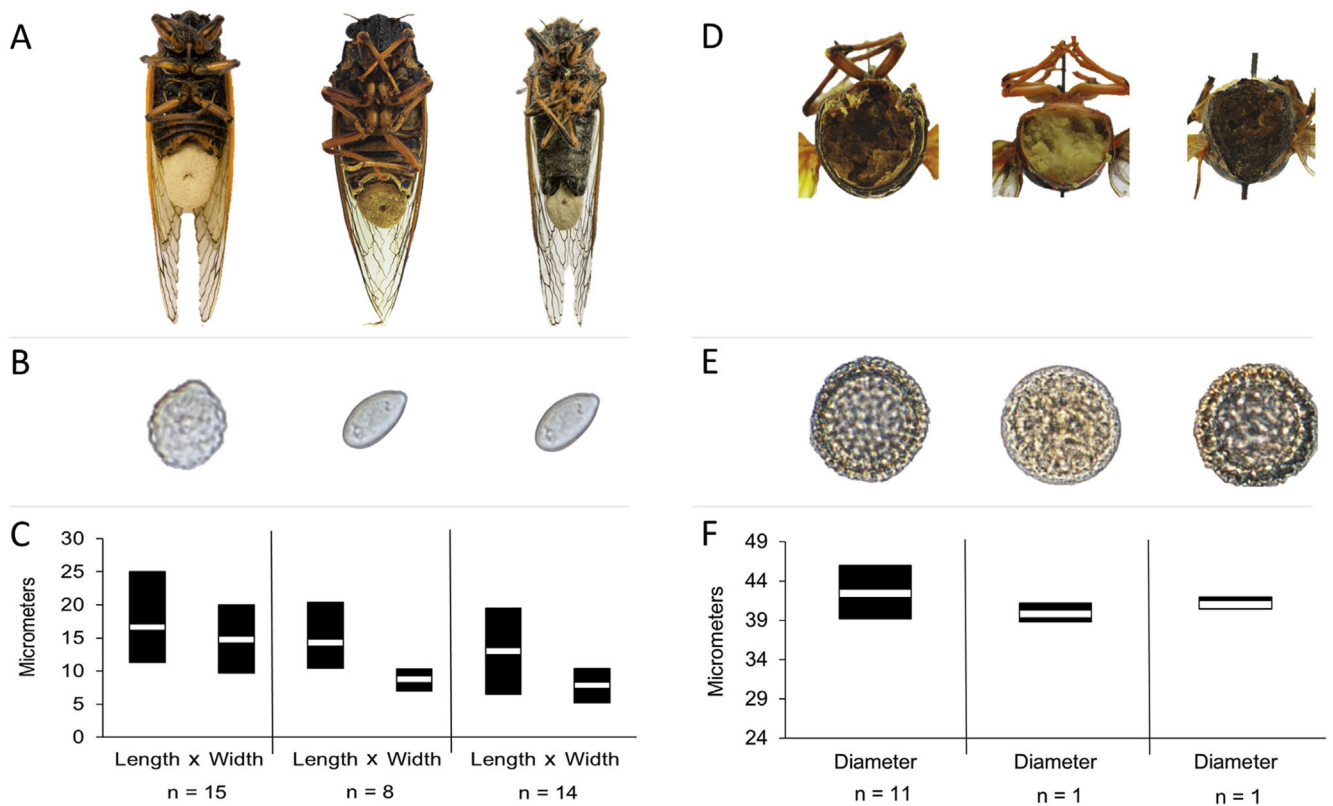 A
D
B
E
C
30
25
20
15
10
5
0
Micrometers
Length x Width
Length x Width
Length x Width
n = 15
n = 8
n = 14
F
49
44
39
34
29
24
Micrometers
Diameter
Diameter
Diameter
n = 11
n = 1
n = 1